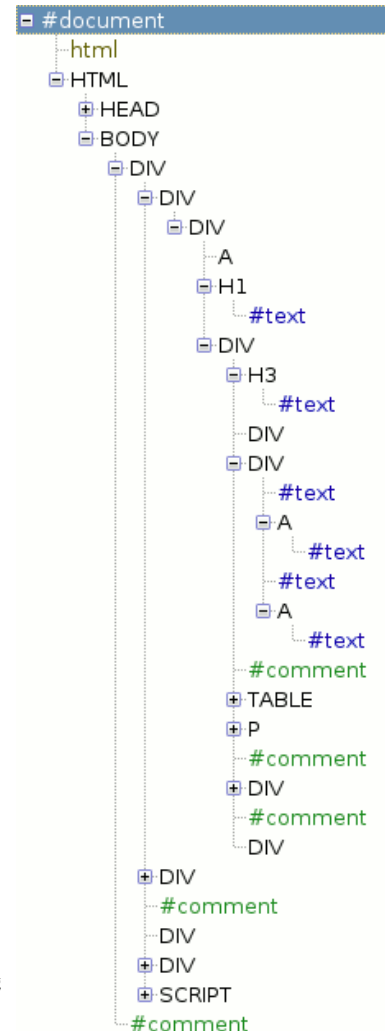 #document
html
HTML
HEAD
BODY
DIV
DIV
DIV
A
H1
#text
DIV
H3
#text
DIV
DIV
#text
A
#text
#text
A
#text
#comment
TABLE
P
#comment
DIV
#comment
DIV
DIV
#comment
DIV
DIV
SCRIPT
#comment